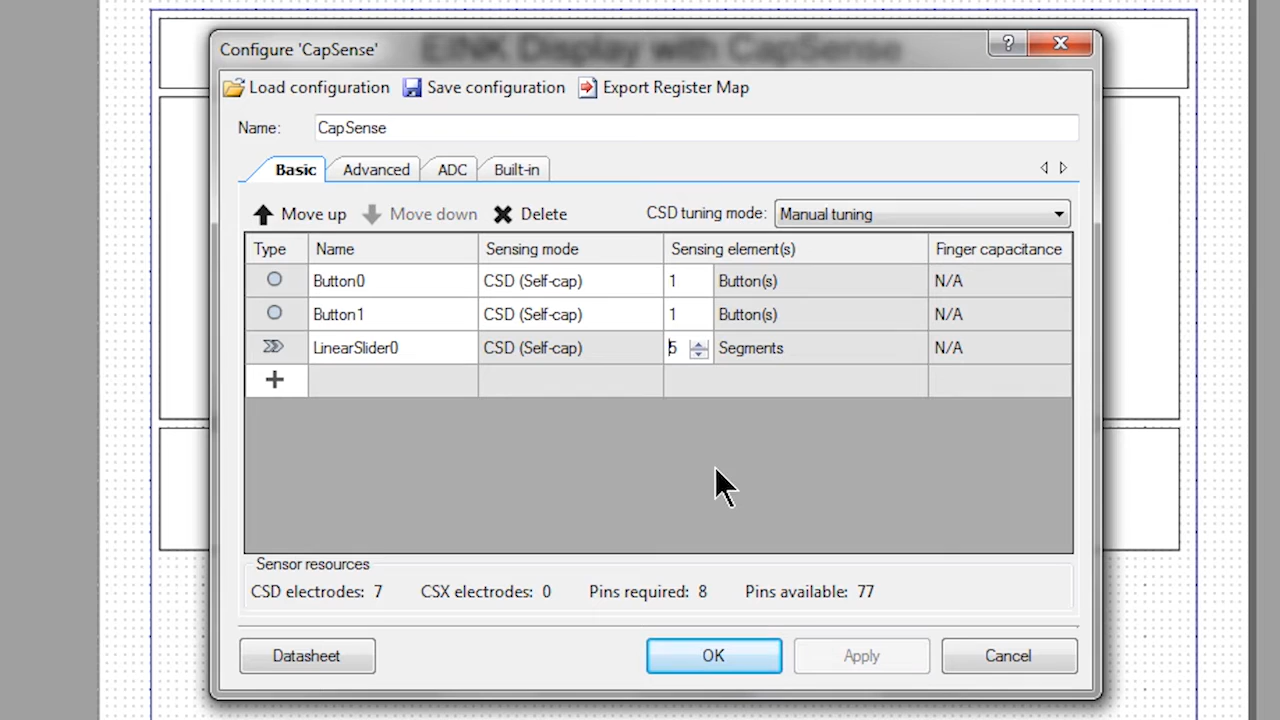 EINK Display with CapSense
Configure 'CapSense'
?
Load configuration Save configuration Export Register Map
Name: CapSense
Basic Advanced ADC Built-in
Move up Move down Delete CSD tuning mode: Manual tuning
Type Name Sensing mode Sensing element(s) Finger capacitance
Button0 CSD (Self-cap) 1 Button(s) N/A
Button1 CSD (Self-cap) 1 Button(s) N/A
LinearSlider0 CSD (Self-cap) 5 Segments N/A
Sensor resources
CSD electrodes: 7 CSX electrodes: 0 Pins required: 8 Pins available: 77
Datasheet OK Apply Cancel